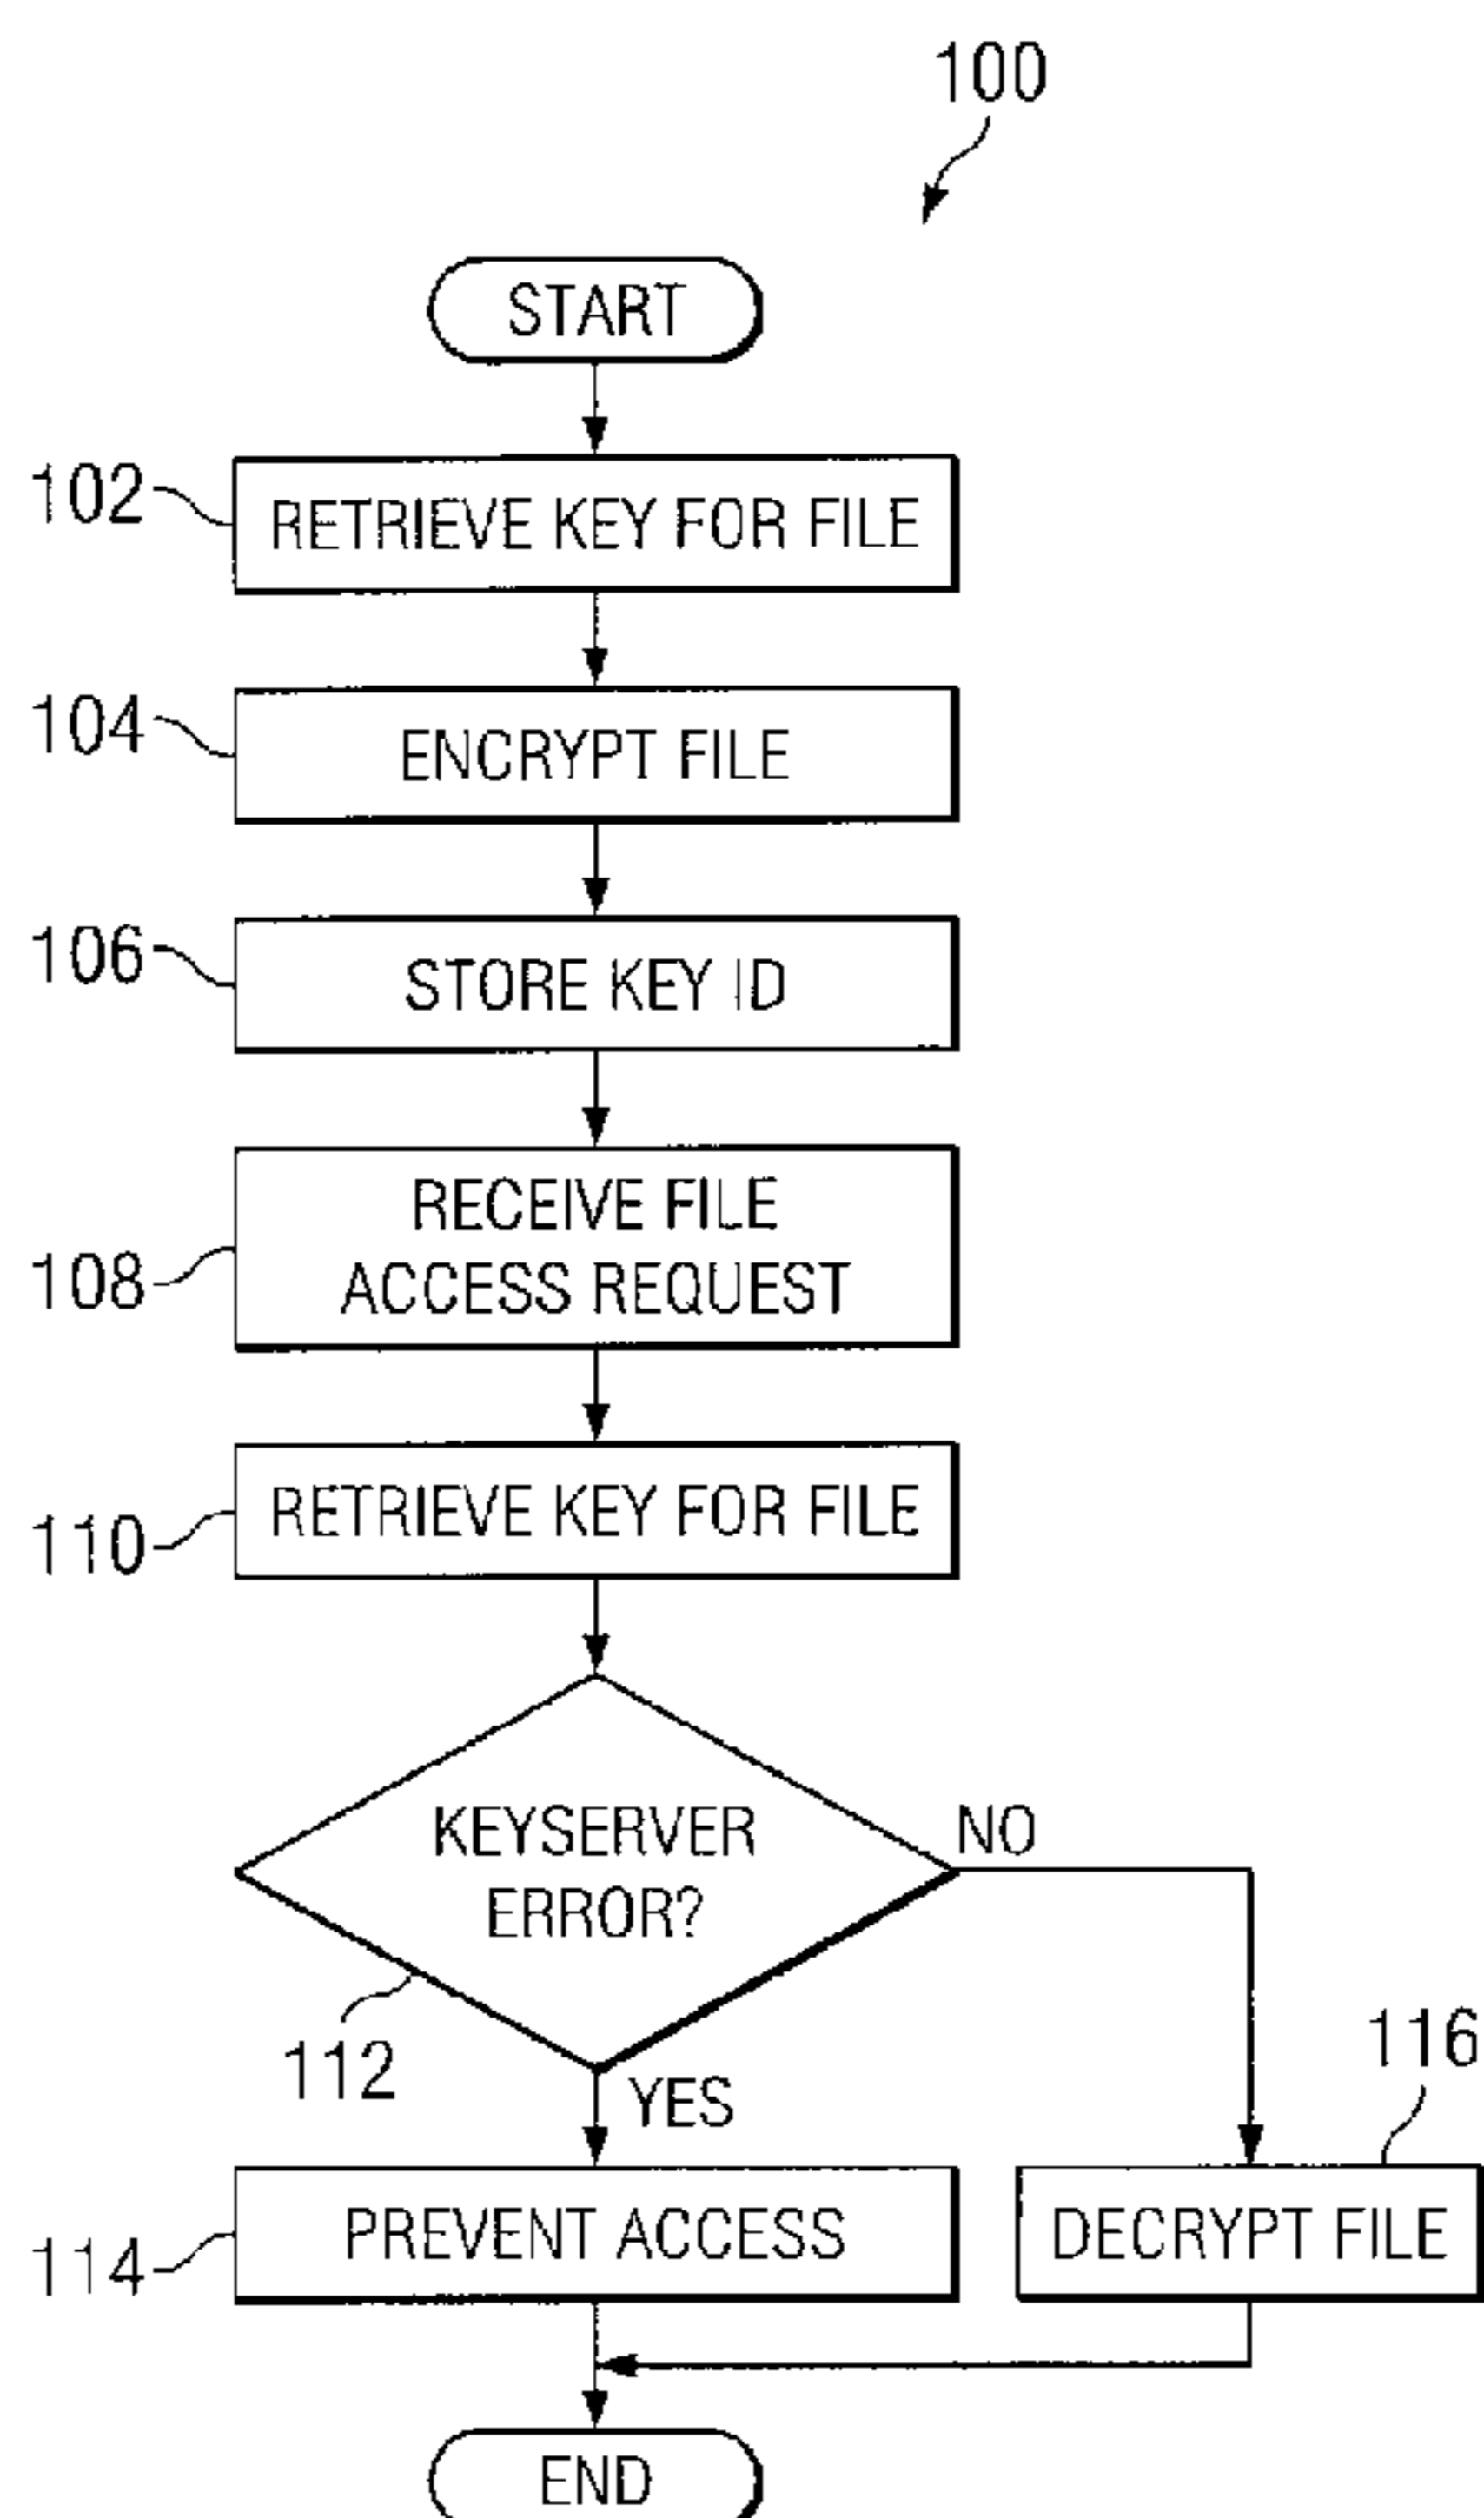 100
START
102
RETRIEVE KEY FOR FILE
104
ENCRYPT FILE
106
STORE KEY ID
RECEIVE FILE
ACCESS REQUEST
108
RETRIEVE KEY FOR FILE
110
KEYSERVER
ERROR?
NO
112
YES
116
PREVENT ACCESS
114
DECRYPT FILE
END